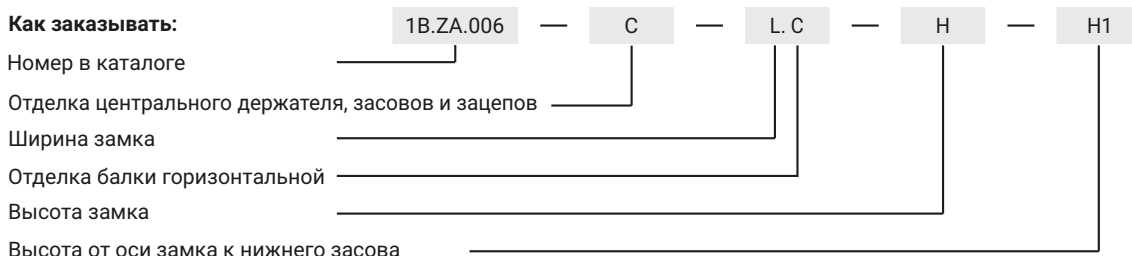 Как заказывать: 1B.ZA.006 — C — L. C — H — H1
Номер в каталоге
Отделка центрального держателя, засовов и зацепов
Ширина замка
Отделка балки горизонтальной
Высота замка
Высота от оси замка к нижнего засова